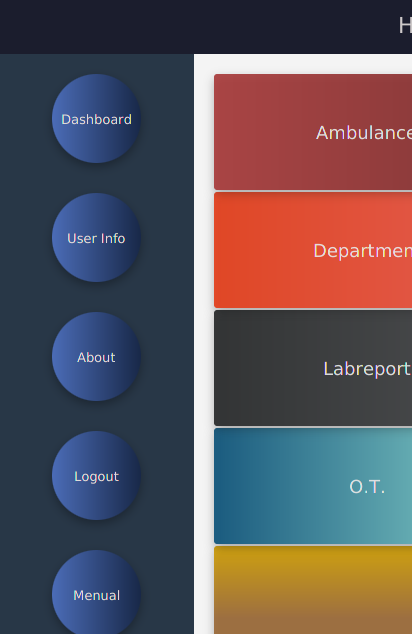 H
Dashboard
User Info
About
Logout
Menual
Ambulance
Departmen
Labreport
O.T.